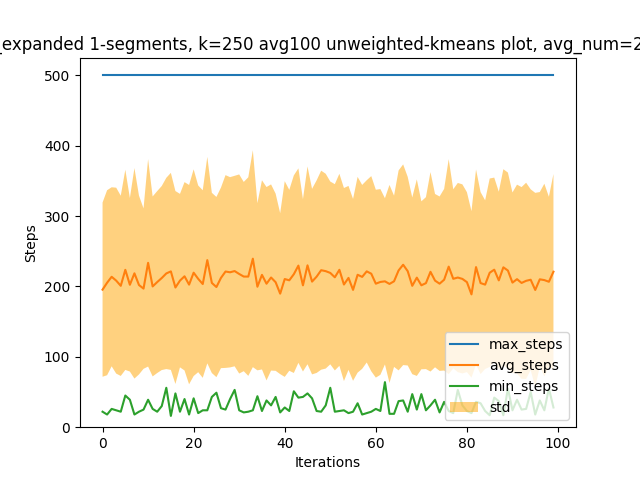 _expanded 1-segments, k=250 avg100 unweighted-kmeans plot, avg_num=2
500
400
300
200
100
0
Steps
0 20 40 60 80 100
Iterations
max_steps
avg_steps
min_steps
std